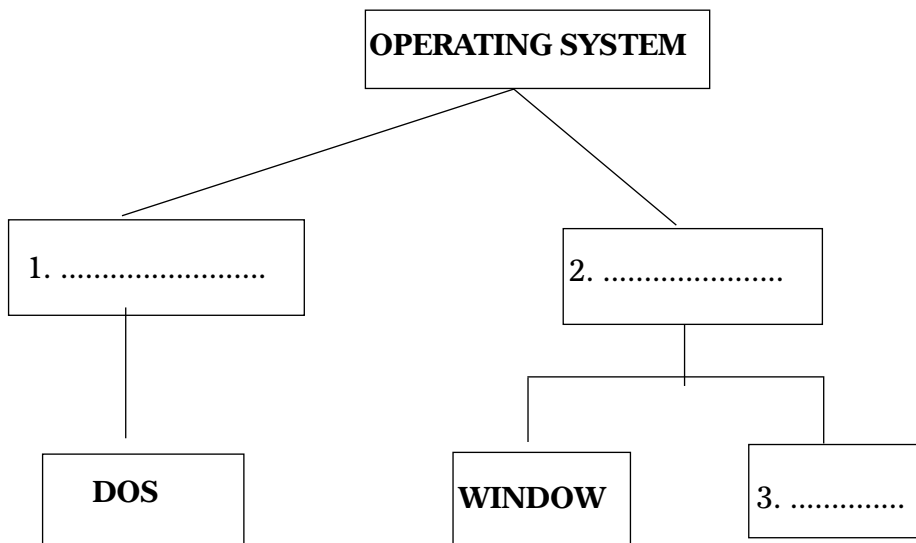 OPERATING SYSTEM
1. .........................
2. ......................
DOS
WINDOW
3. ..............